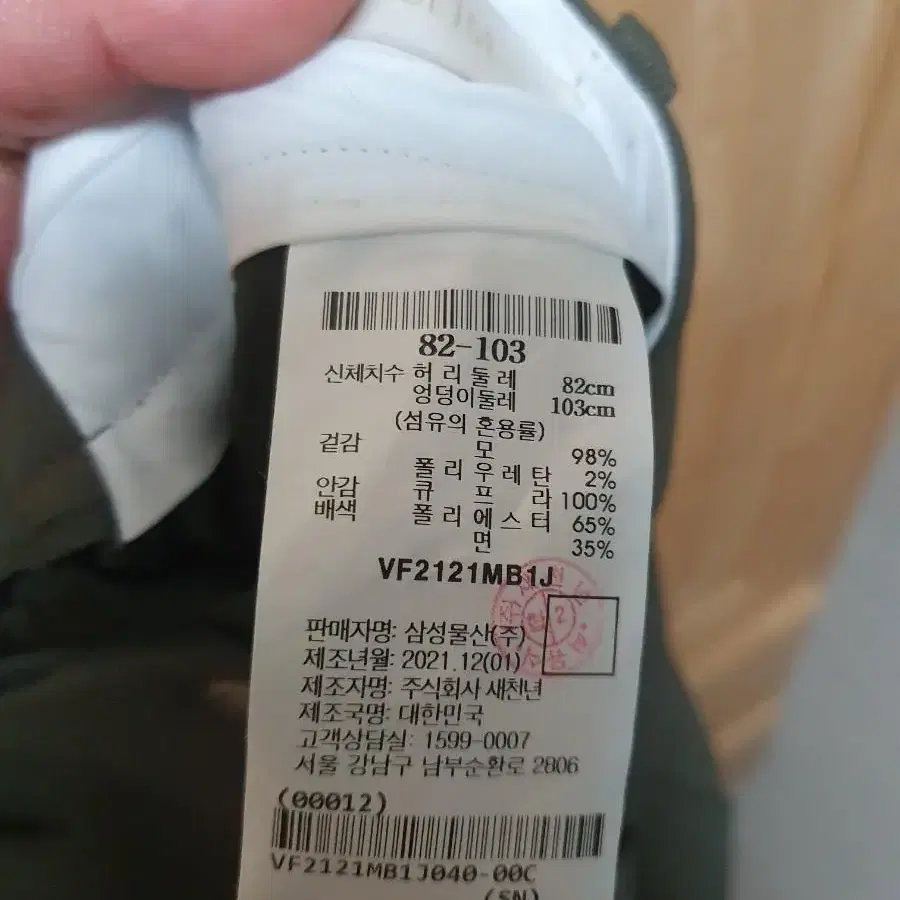 82-103
신체치수 허리둘레 82cm
엉덩이둘레 103cm
(섬유의 혼용률)
겉감 모 98%
폴리우레탄 2%
안감 큐프라 100%
배색 폴리에스터 65%
면 35%
VF2121MB1J
판매자명: 삼성물산(주)
제조년월: 2021.12(01)
제조자명: 주식회사 새천년
제조국명: 대한민국
고객상담실: 1599-0007
서울 강남구 남부순환로 2806
(00012)
VF2121MB1J040-00C
(SN)